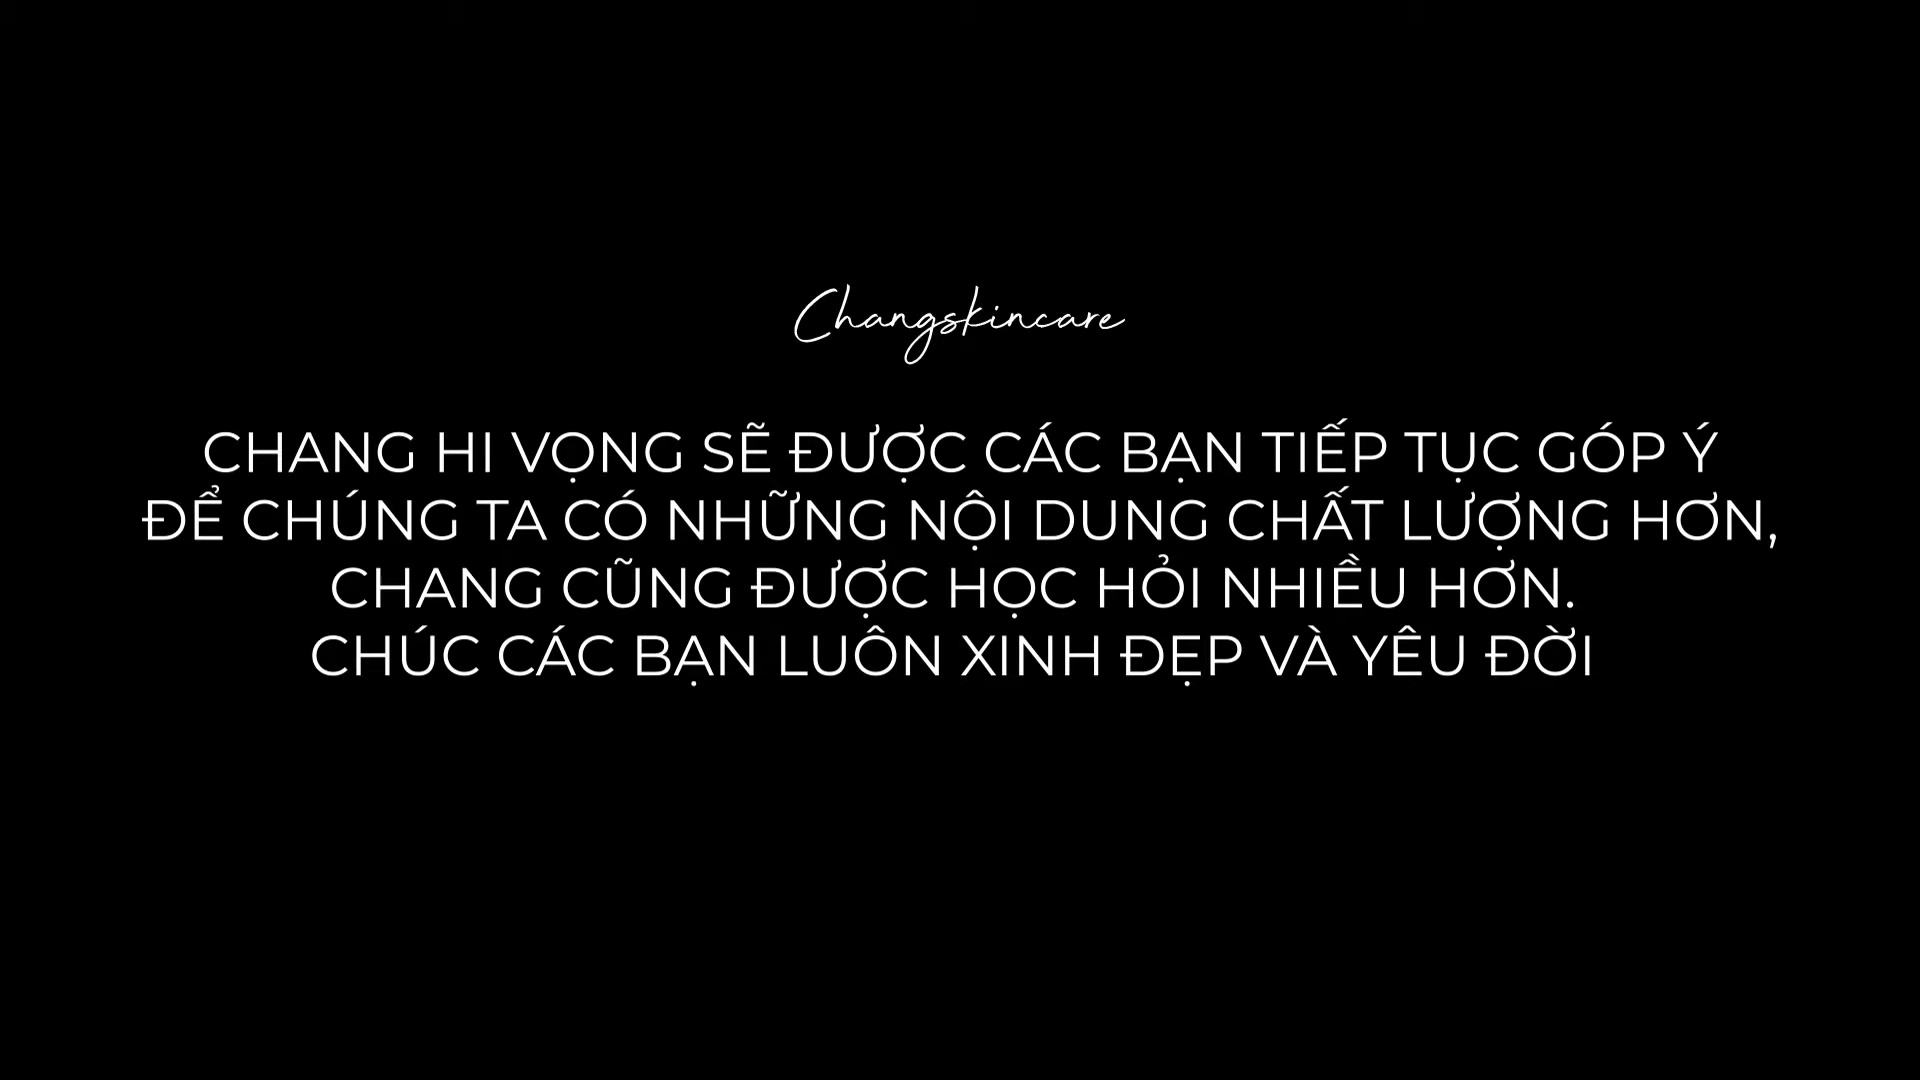 Changskincare
CHANG HI VỌNG SẼ ĐƯỢC CÁC BẠN TIẾP TỤC GÓP Ý
ĐỂ CHÚNG TA CÓ NHỮNG NỘI DUNG CHẤT LƯỢNG HƠN,
CHANG CŨNG ĐƯỢC HỌC HỎI NHIỀU HƠN.
CHÚC CÁC BẠN LUÔN XINH ĐẸP VÀ YÊU ĐỜI